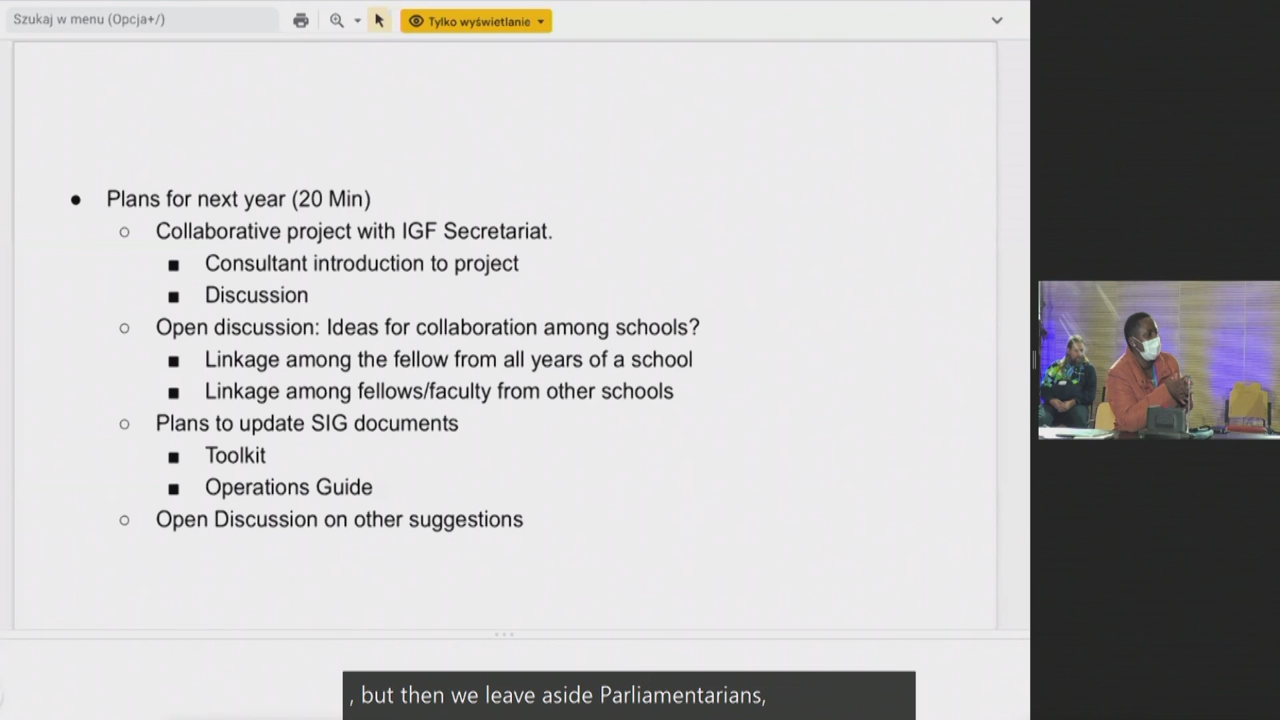 Szukaj w menu (Opcja+/)
Tylko wyświetlanie
● Plans for next year (20 Min)
○ Collaborative project with IGF Secretariat.
■ Consultant introduction to project
■ Discussion
○ Open discussion: Ideas for collaboration among schools?
■ Linkage among the fellow from all years of a school
■ Linkage among fellows/faculty from other schools
○ Plans to update SIG documents
■ Toolkit
■ Operations Guide
○ Open Discussion on other suggestions
, but then we leave aside Parliamentarians,